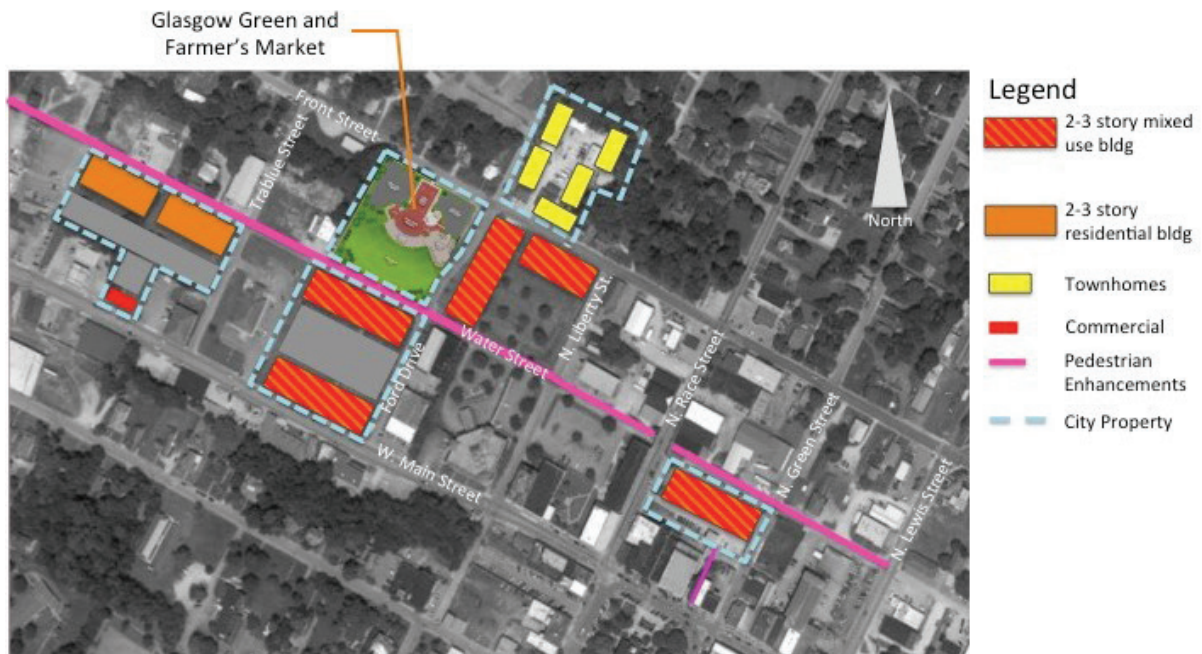 Glasgow Green and
Farmer's Market
Front Street
Trablue Street
N. Liberty St.
Water Street
Ford Drive
W. Main Street
N. Race Street
N. Green Street
N. Lewis Street
North
Legend
2-3 story mixed
use bldg
2-3 story
residential bldg
Townhomes
Commercial
Pedestrian
Enhancements
City Property